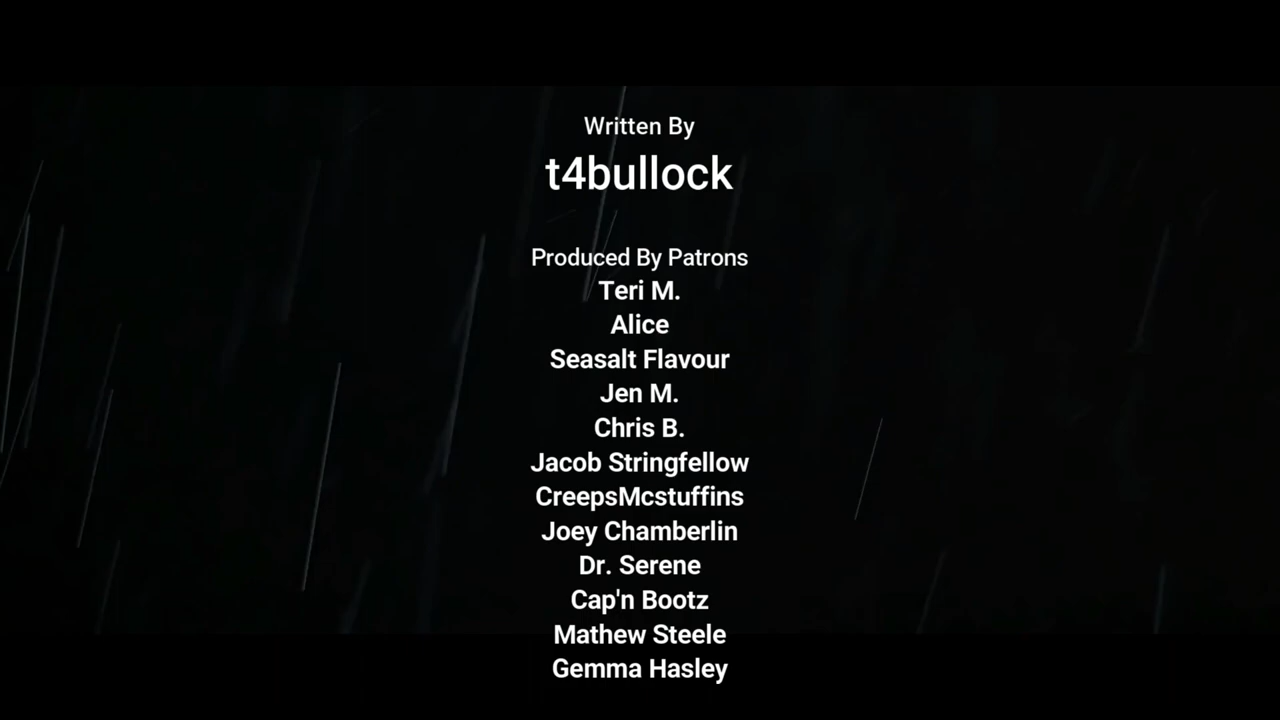 Written By
t4bullock
Produced By Patrons
Teri M.
Alice
Seasalt Flavour
Jen M.
Chris B.
Jacob Stringfellow
CreepsMcstuffins
Joey Chamberlin
Dr. Serene
Cap'n Bootz
Mathew Steele
Gemma Hasley